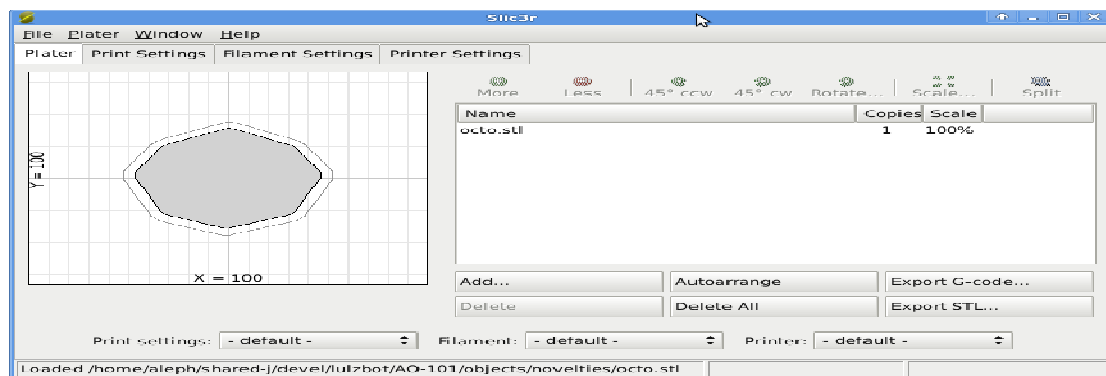 Slic3r
File Plater Window Help
Plater Print Settings Filament Settings Printer Settings
More Less 45° ccw 45° cw Rotate... Scale... Split
Name Copies Scale
octo.stl 1 100%
Y = 100
X = 100
Add... Autoarrange Export G-code...
Delete Delete All Export STL...
Print settings: - default - Filament: - default - Printer: - default -
Loaded /home/aleph/shared-j/devel/lulzbot/AO-101/objects/novelties/octo.stl